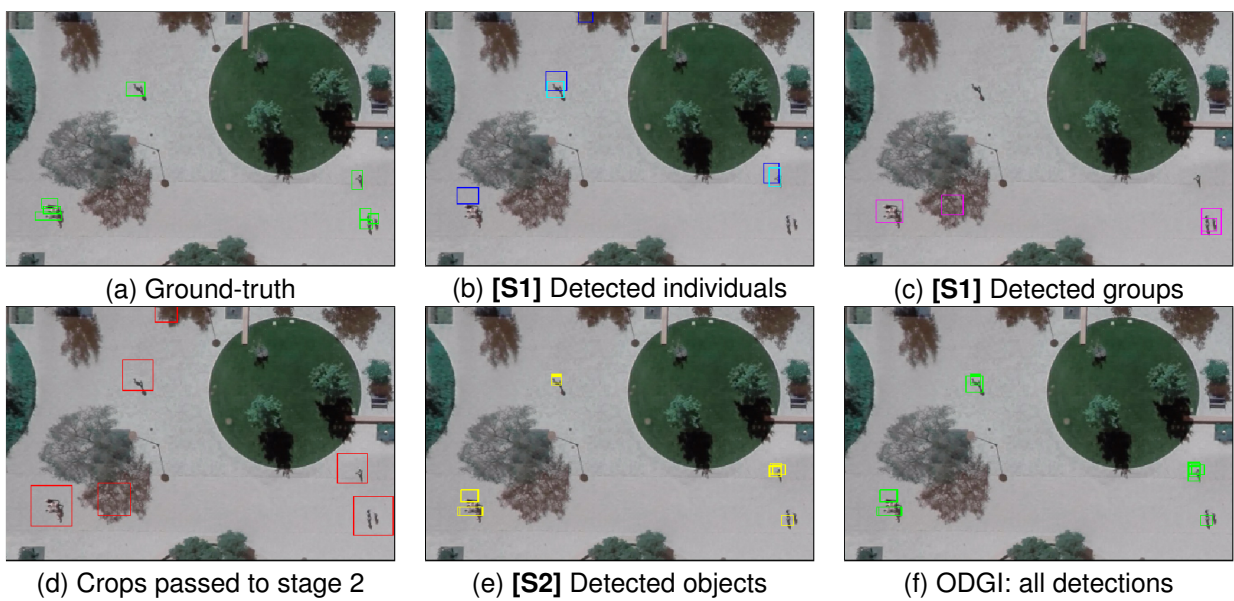 (a) Ground-truth
(b) [S1] Detected individuals
(c) [S1] Detected groups
(d) Crops passed to stage 2
(e) [S2] Detected objects
(f) ODGI: all detections